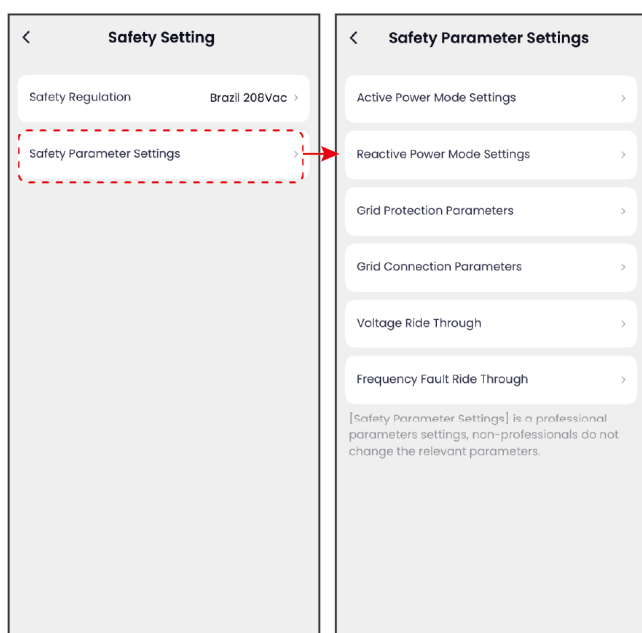 Safety Setting
Safety Regulation Brazil 208Vac
Safety Parameter Settings
Safety Parameter Settings
Active Power Mode Settings
Reactive Power Mode Settings
Grid Protection Parameters
Grid Connection Parameters
Voltage Ride Through
Frequency Fault Ride Through
[Safety Parameter Settings] is a professional
parameters settings, non-professionals do not
change the relevant parameters.